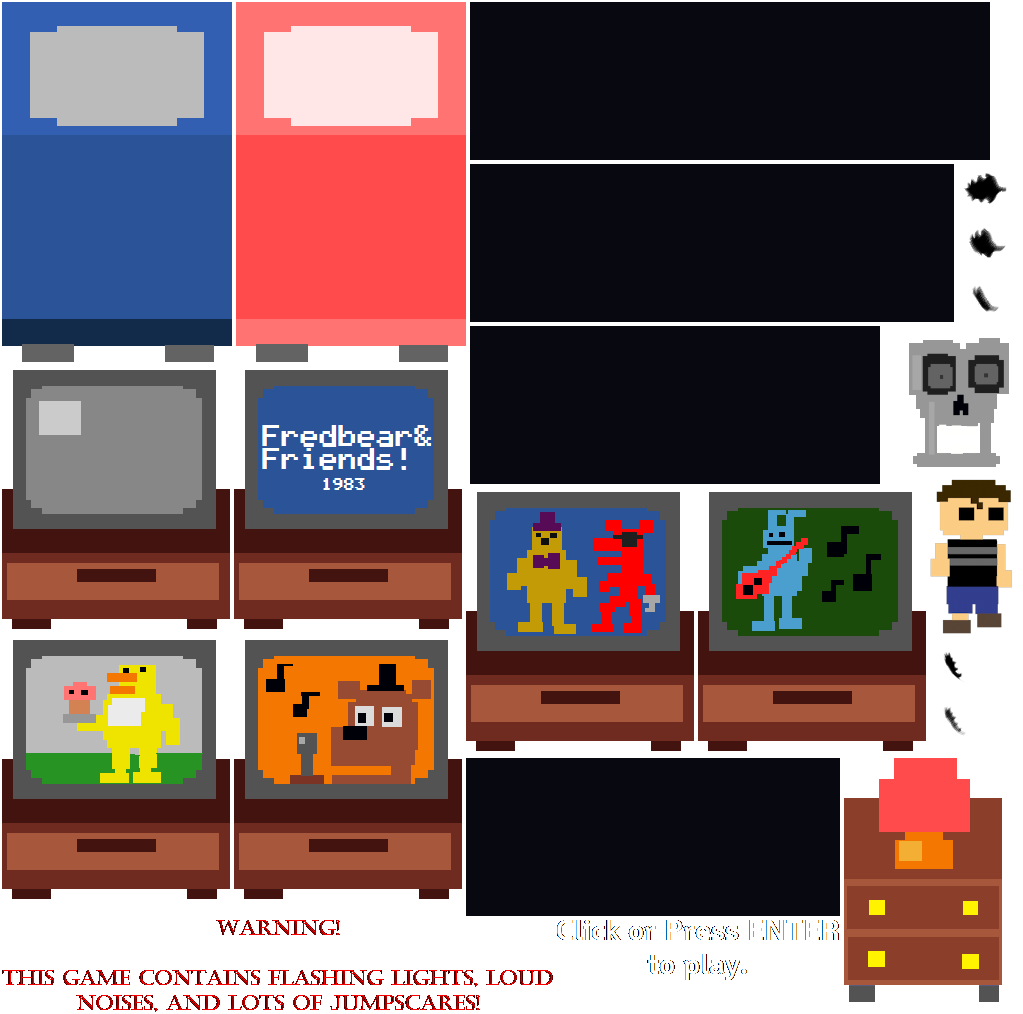 Fredbear&
Friends!
1983
WARNING!
THIS GAME CONTAINS FLASHING LIGHTS, LOUD
NOISES, AND LOTS OF JUMPSCARES!
Click or Press ENTER
to play.